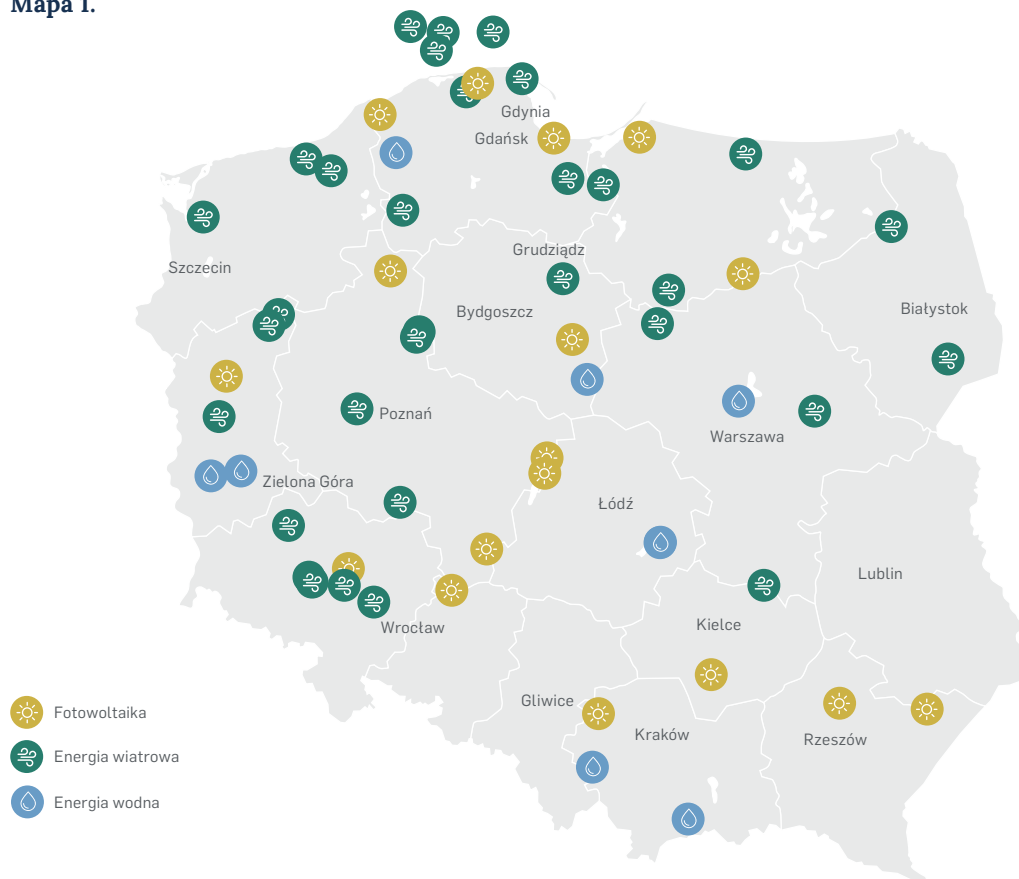 Mapa 1.
Gdynia
Gdańsk
Grudziądz
Szczecin
Bydgoszcz
Białystok
Poznań
Warszawa
Zielona Góra
Łódź
Lublin
Kielce
Wrocław
Gliwice
Kraków
Rzeszów
Fotowoltaika
Energia wiatrowa
Energia wodna